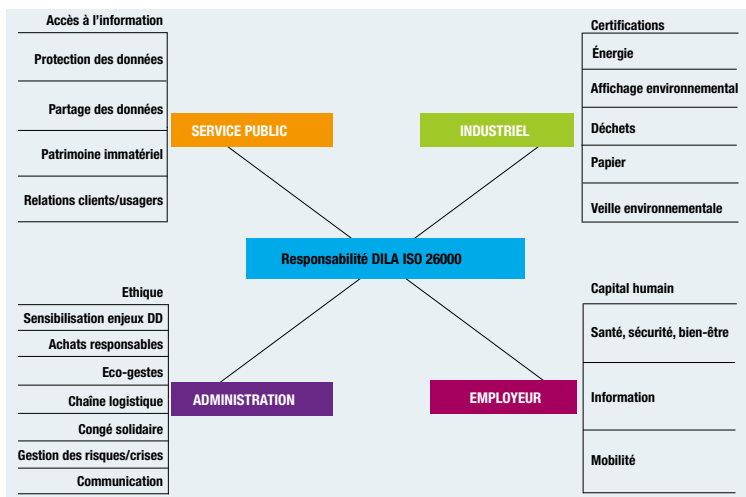 Accès à l'information
Protection des données
Partage des données
Patrimoine immatériel
Relations clients/usagers
SERVICE PUBLIC
INDUSTRIEL
Certifications
Énergie
Affichage environnemental
Déchets
Papier
Veille environnementale
Responsabilité DILA ISO 26000
Ethique
Sensibilisation enjeux DD
Achats responsables
Eco-gestes
Chaîne logistique
Congé solidaire
Gestion des risques/crises
Communication
ADMINISTRATION
EMPLOYEUR
Capital humain
Santé, sécurité, bien-être
Information
Mobilité